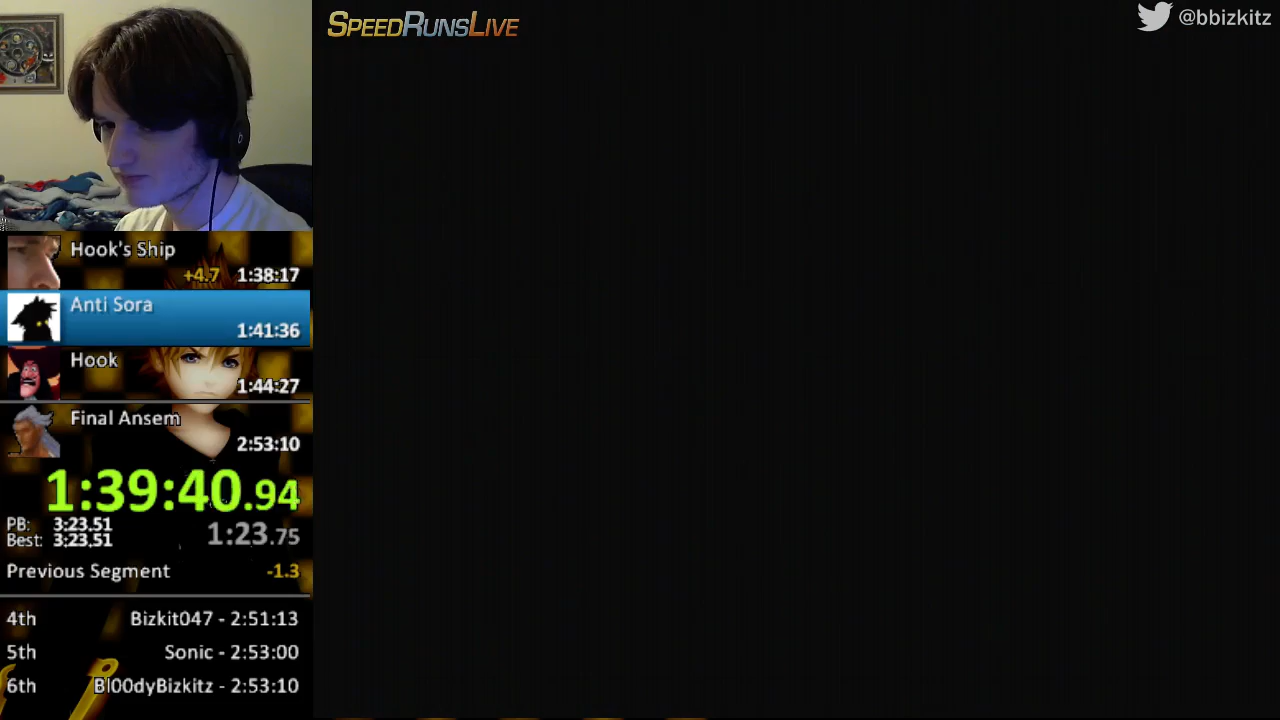 SpeedRunsLive
@bbizkitz
Hook's Ship
+4.7 1:38:17
Anti Sora
1:41:36
Hook
1:44:27
Final Ansem
2:53:10
1:39:40.94
PB: 3:23.51
Best: 3:23.51
1:23.75
Previous Segment -1.3
4th Bizkit047 - 2:51:13
5th Sonic - 2:53:00
6th Bl00dyBizkitz - 2:53:10